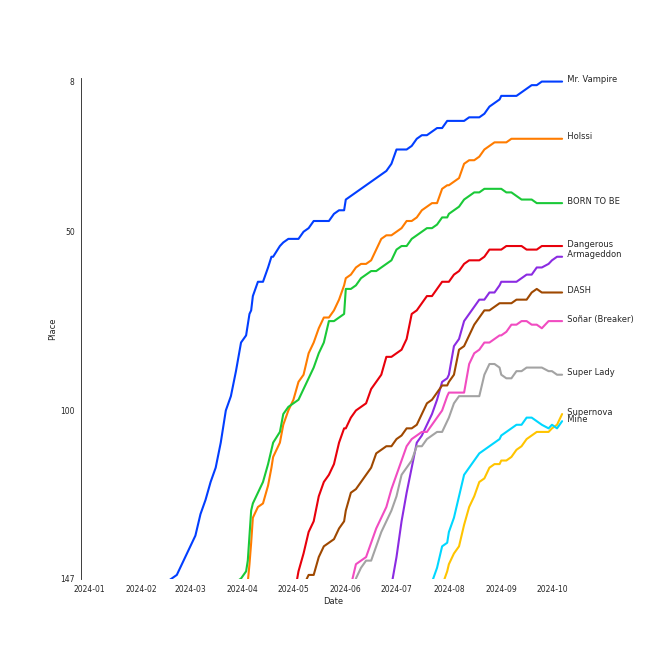 8
Mr. Vampire
Holssi
BORN TO BE
50
Dangerous
Armageddon
DASH
Place
Soñar (Breaker)
Super Lady
100
Supernova
Mine
147
2024-01 2024-02 2024-03 2024-04 2024-05 2024-06 2024-07 2024-08 2024-09 2024-10
Date